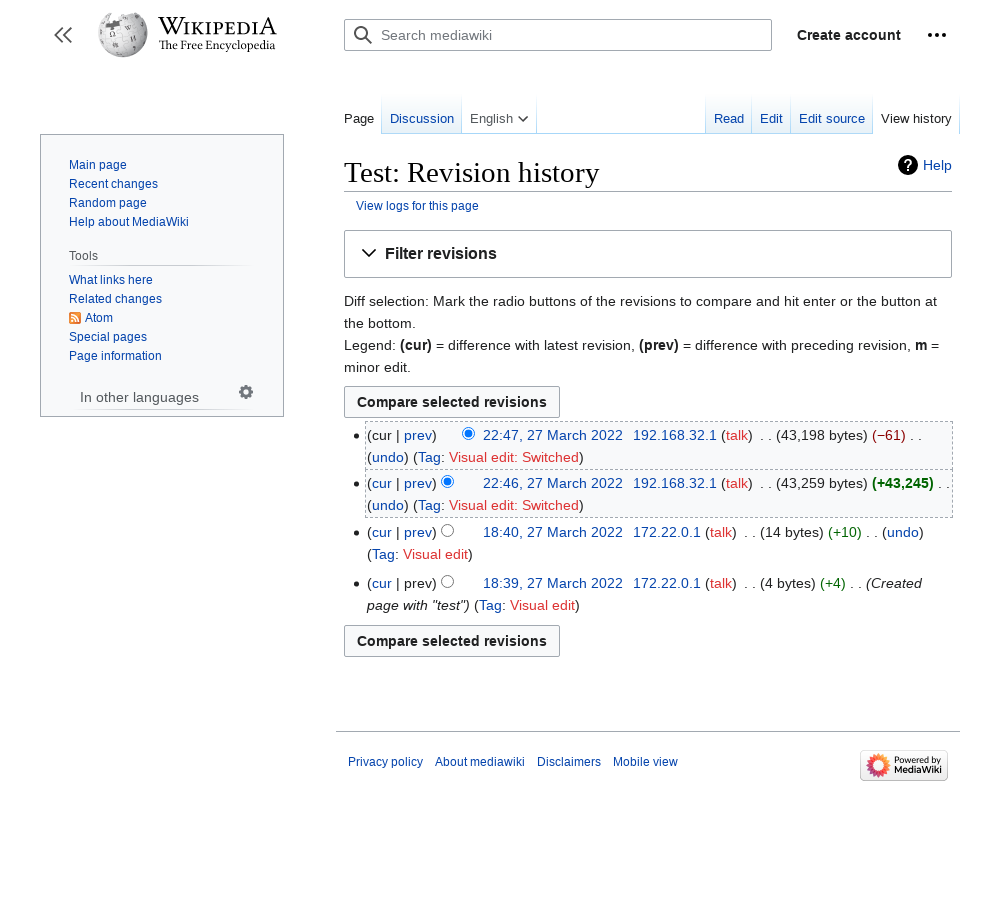 WIKIPEDIA
The Free Encyclopedia
Search mediawiki
Create account
Page
Discussion
English
Read
Edit
Edit source
View history
Main page
Recent changes
Random page
Help about MediaWiki
Tools
What links here
Related changes
Atom
Special pages
Page information
In other languages
Test: Revision history
Help
View logs for this page
Filter revisions
Diff selection: Mark the radio buttons of the revisions to compare and hit enter or the button at
the bottom.
Legend: (cur) = difference with latest revision, (prev) = difference with preceding revision, m =
minor edit.
Compare selected revisions
(cur | prev) 22:47, 27 March 2022 192.168.32.1 (talk) . . (43,198 bytes) (−61) . .
(undo) (Tag: Visual edit: Switched)
(cur | prev) 22:46, 27 March 2022 192.168.32.1 (talk) . . (43,259 bytes) (+43,245) . .
(undo) (Tag: Visual edit: Switched)
(cur | prev) 18:40, 27 March 2022 172.22.0.1 (talk) . . (14 bytes) (+10) . . (undo)
(Tag: Visual edit)
(cur | prev) 18:39, 27 March 2022 172.22.0.1 (talk) . . (4 bytes) (+4) . . (Created
page with "test") (Tag: Visual edit)
Compare selected revisions
Privacy policy
About mediawiki
Disclaimers
Mobile view
Powered by
MediaWiki